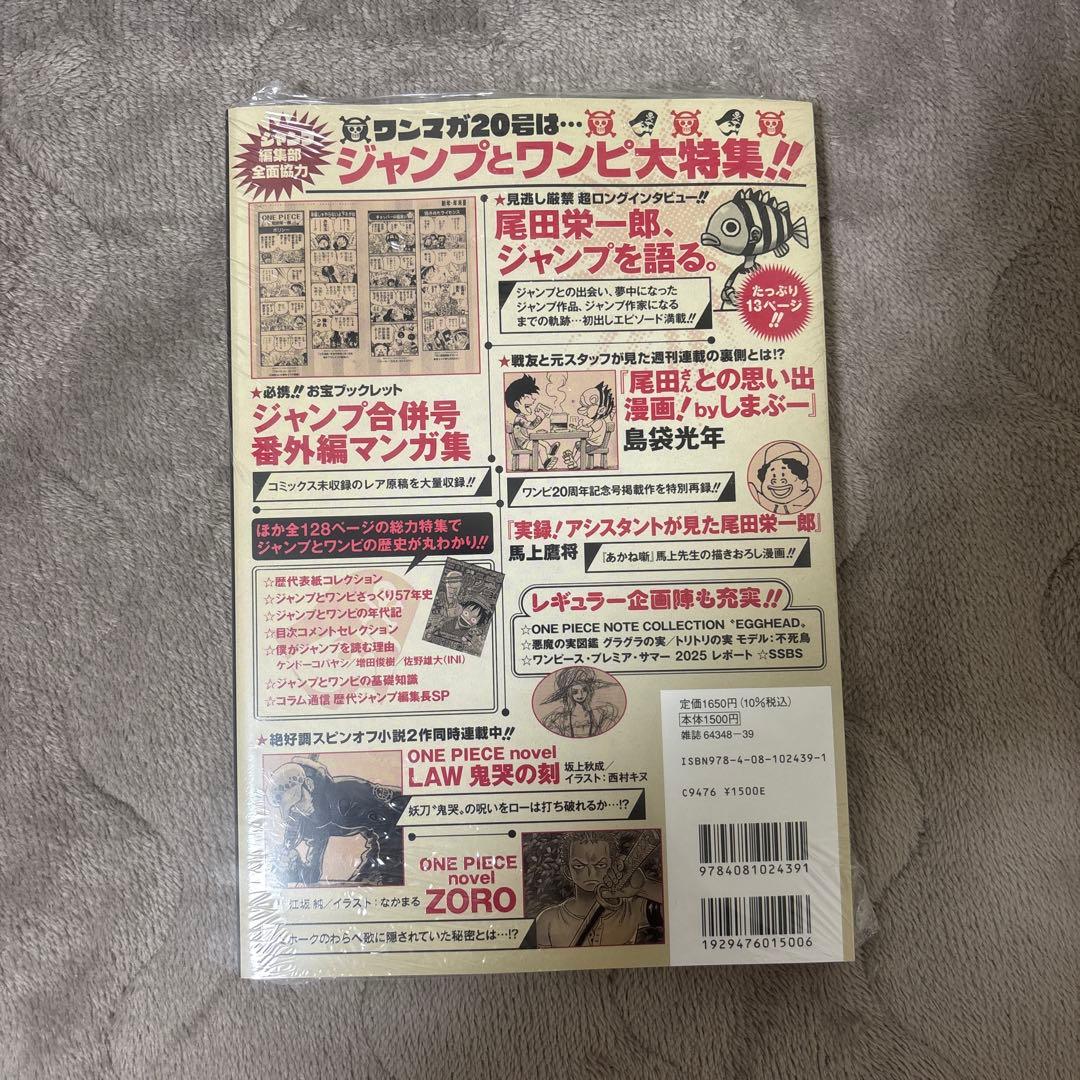 ジャンプ
編集部
全面協力
ワンマガ20号は…
ジャンプとワンピ大特集!!
ONE PIECE
★必携!! お宝ブックレット
ジャンプ合併号
番外編マンガ集
コミックス未収録のレア原稿を大量収録!!
★見逃し厳禁 超ロングインタビュー!!
尾田栄一郎、
ジャンプを語る。
ジャンプとの出会い、夢中になった
ジャンプ作品、ジャンプ作家になる
までの軌跡…初出しエピソード満載!!
たっぷり
13ページ
!!
★戦友と元スタッフが見た週刊連載の裏側とは!?
『尾田さんとの思い出
漫画!byしまぶー』
島袋光年
ワンピ20周年記念号掲載作を特別再録!!
『実録!アシスタントが見た尾田栄一郎』
馬上鷹将
『あかね噺』馬上先生の描きおろし漫画!!
ほか全128ページの総力特集で
ジャンプとワンピの歴史が丸わかり!!
☆歴代表紙コレクション
☆ジャンプとワンピざっくり57年史
☆ジャンプとワンピの年代記
☆目次コメントセレクション
☆僕がジャンプを読む理由
ケンドーコバヤシ/増田俊樹/佐野雄大(INI)
☆ジャンプとワンピの基礎知識
☆コラム通信 歴代ジャンプ編集長SP
レギュラー企画陣も充実!!
☆ONE PIECE NOTE COLLECTION〝EGGHEAD〟
☆悪魔の実図鑑 グラグラの実/トリトリの実 モデル:不死鳥
☆ワンピース・プレミア・サマー 2025 レポート ☆SSBS
★絶好調スピンオフ小説2作同時連載中!!
ONE PIECE novel
LAW 鬼哭の刻
坂上秋成/
イラスト:西村キヌ
妖刀〝鬼哭〟の呪いをローは打ち破れるか…!?
ONE PIECE
novel
ZORO
江坂 純/イラスト:なかまる
ホークのわらべ歌に隠されていた秘密とは…!?
定価1650円(10%税込)
本体1500円
雑誌 64348-39
ISBN978-4-08-102439-1
C9476 ¥1500E
9784081024391
1929476015006